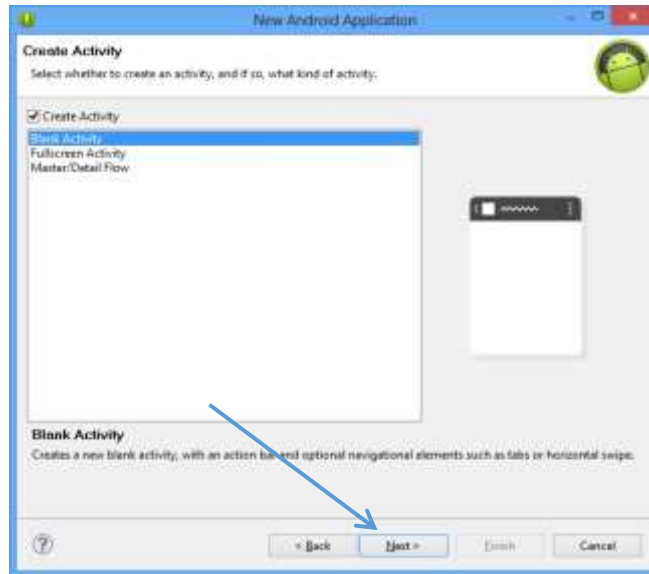 New Android Application
Create Activity
Select whether to create an activity, and if so, what kind of activity.
Create Activity
Blank Activity
Fullscreen Activity
Master/Detail Flow
Blank Activity
Creates a new blank activity, with an action bar and optional navigational elements such as tabs or horizontal swipe.
?
< Back
Next >
Finish
Cancel